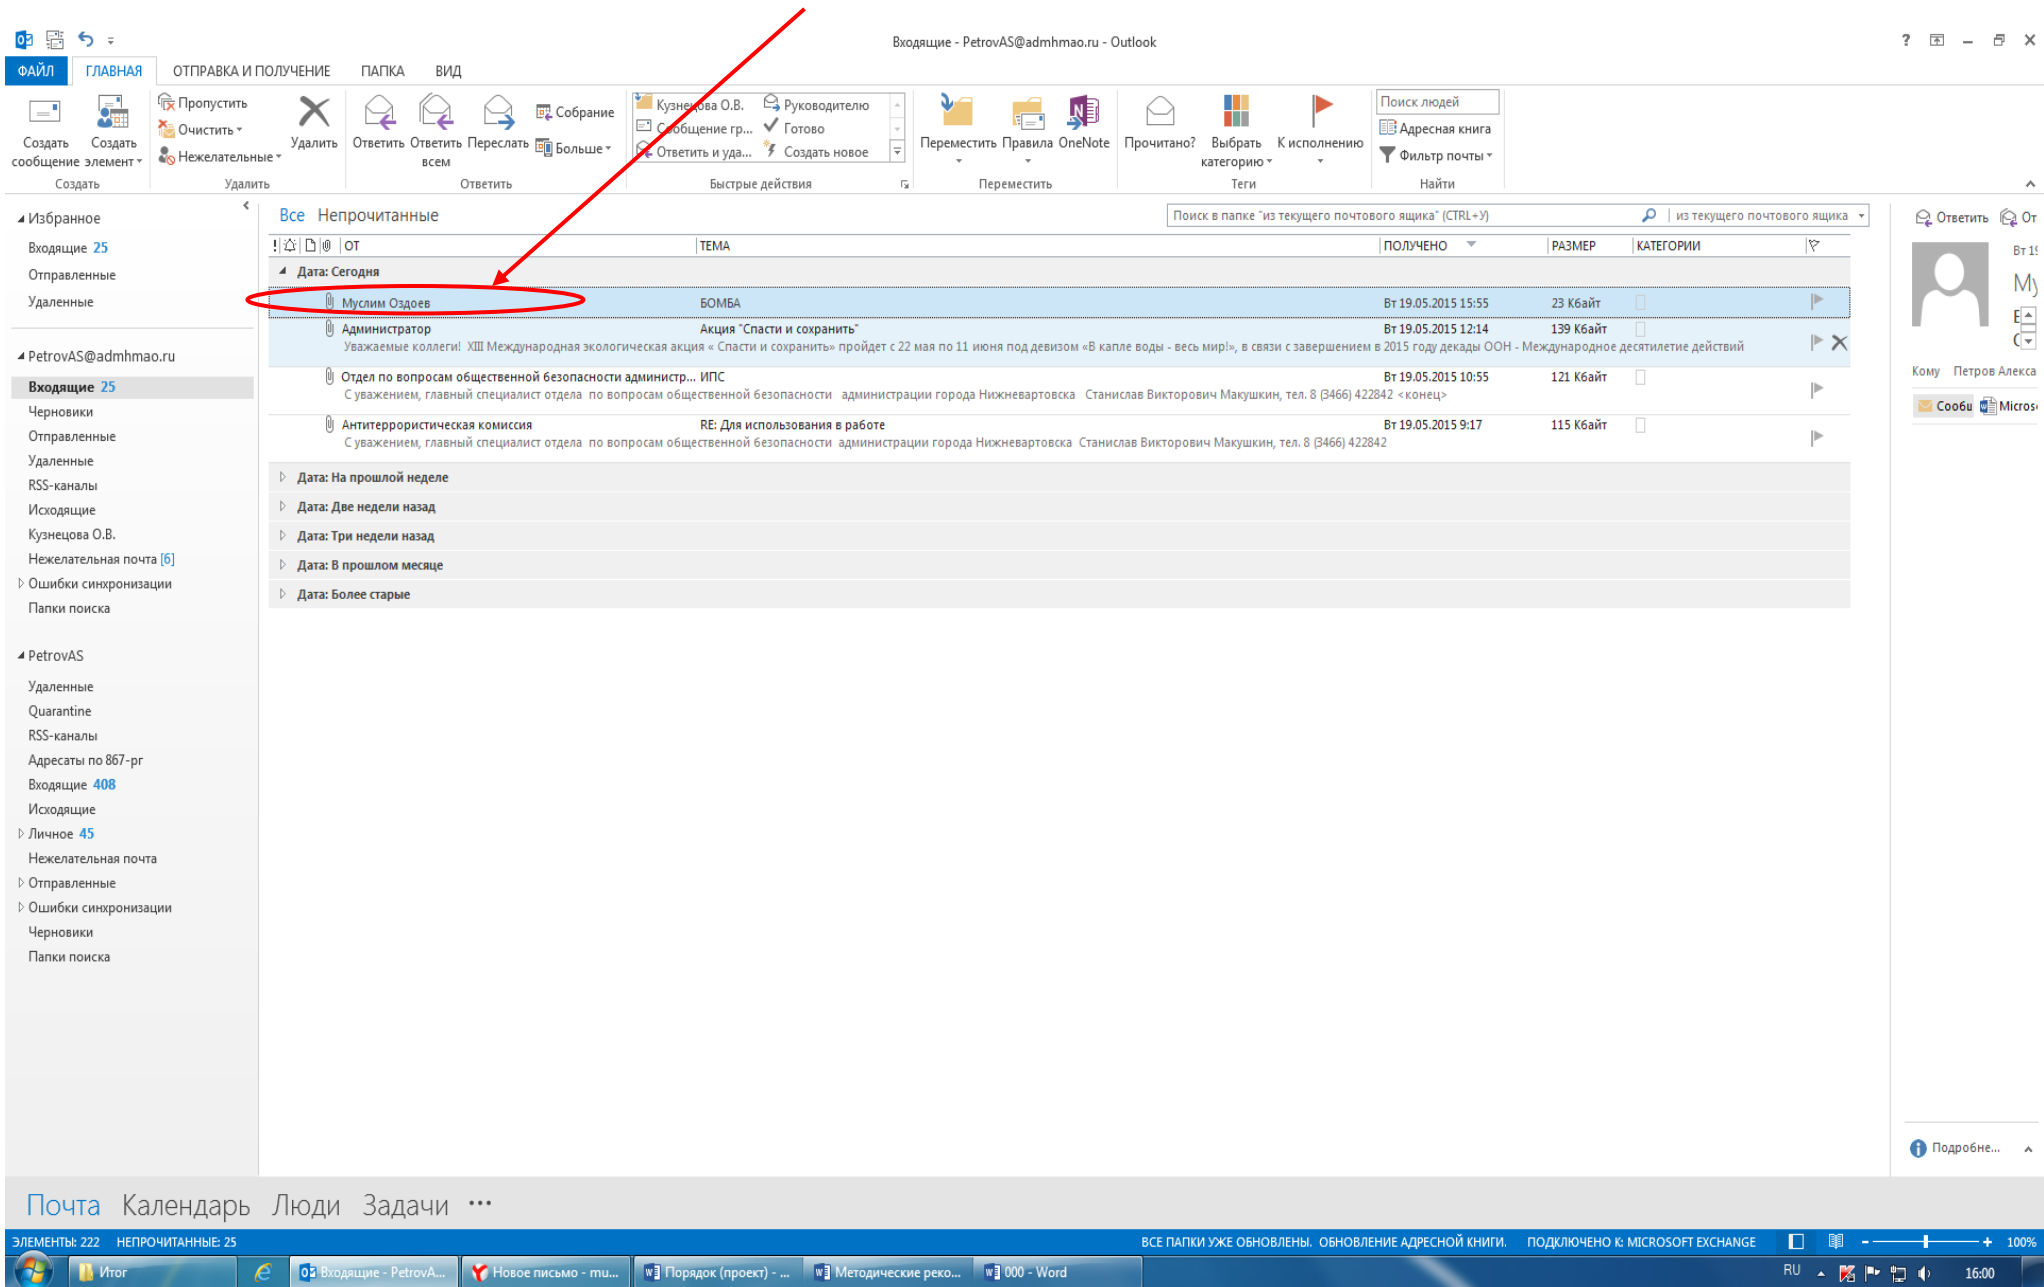 Входящие - PetrovAS@admhmao.ru - Outlook
ФАЙЛ ГЛАВНАЯ ОТПРАВКА И ПОЛУЧЕНИЕ ПАПКА ВИД
Создать сообщение
Создать элемент
Создать
Пропустить
Очистить
Нежелательные
Удалить
Удалить
Ответить
Ответить всем
Переслать
Собрание
Больше
Ответить
Кузнецова О.В.
Сообщение гр...
Ответить и уда...
Руководителю
Готово
Создать новое
Быстрые действия
Переместить
Правила
OneNote
Переместить
Прочитано?
Выбрать категорию
К исполнению
Теги
Поиск людей
Адресная книга
Фильтр почты
Найти
Избранное
Входящие 25
Отправленные
Удаленные
PetrovAS@admhmao.ru
Входящие 25
Черновики
Отправленные
Удаленные
RSS-каналы
Исходящие
Кузнецова О.В.
Нежелательная почта [6]
Ошибки синхронизации
Папки поиска
PetrovAS
Удаленные
Quarantine
RSS-каналы
Адресаты по 867-рг
Входящие 408
Исходящие
Личное 45
Нежелательная почта
Отправленные
Ошибки синхронизации
Черновики
Папки поиска
Все Непрочитанные
Поиск в папке "из текущего почтового ящика" (CTRL+У)
из текущего почтового ящика
! ОТ ТЕМА ПОЛУЧЕНО РАЗМЕР КАТЕГОРИИ
Дата: Сегодня
Муслим Оздоев БОМБА Вт 19.05.2015 15:55 23 Кбайт
Администратор Акция "Спасти и сохранить" Вт 19.05.2015 12:14 139 Кбайт
Уважаемые коллеги! XIII Международная экологическая акция « Спасти и сохранить» пройдет с 22 мая по 11 июня под девизом «В капле воды - весь мир!», в связи с завершением в 2015 году декады ООН - Международное десятилетие действий
Отдел по вопросам общественной безопасности администр... ИПС Вт 19.05.2015 10:55 121 Кбайт
С уважением, главный специалист отдела по вопросам общественной безопасности администрации города Нижневартовска Станислав Викторович Макушкин, тел. 8 (3466) 422842 <конец>
Антитеррористическая комиссия RE: Для использования в работе Вт 19.05.2015 9:17 115 Кбайт
С уважением, главный специалист отдела по вопросам общественной безопасности администрации города Нижневартовска Станислав Викторович Макушкин, тел. 8 (3466) 422842
Дата: На прошлой неделе
Дата: Две недели назад
Дата: Три недели назад
Дата: В прошлом месяце
Дата: Более старые
Ответить От
Вт 19
Му
Кому Петров Алекса
Сообщ Micros
Подробне...
Почта Календарь Люди Задачи ···
ЭЛЕМЕНТЫ: 222 НЕПРОЧИТАННЫЕ: 25
ВСЕ ПАПКИ УЖЕ ОБНОВЛЕНЫ. ОБНОВЛЕНИЕ АДРЕСНОЙ КНИГИ. ПОДКЛЮЧЕНО К: MICROSOFT EXCHANGE 100%
Итог
Входящие - PetrovA...
Новое письмо - mu...
Порядок (проект) - ...
Методические реко...
000 - Word
RU 16:00